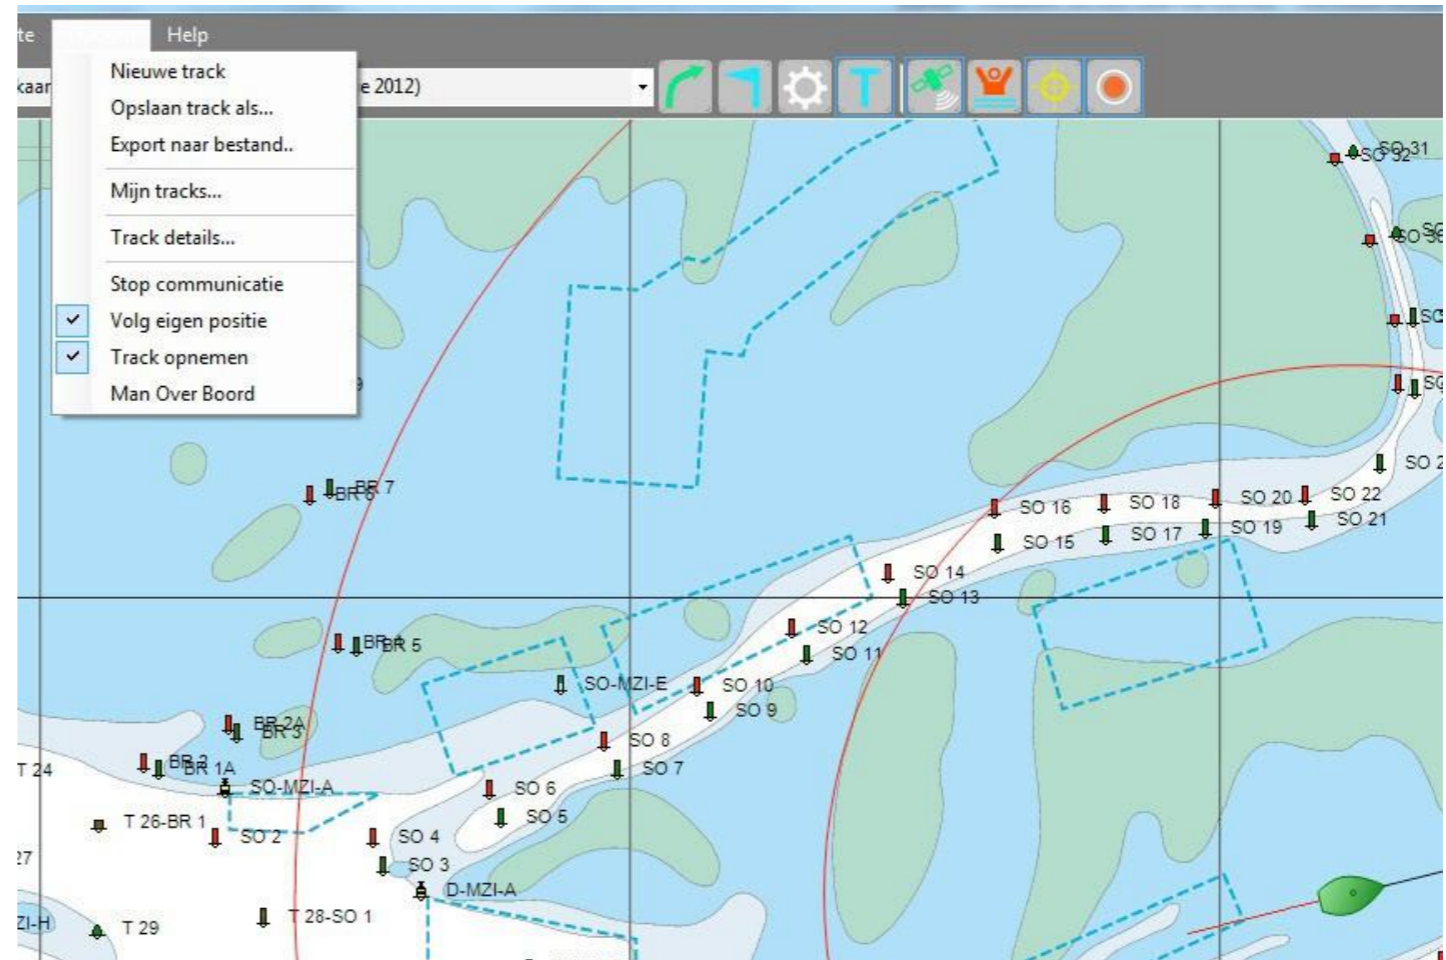 te
Help
Nieuwe track
kaar
e 2012)
Opslaan track als...
Export naar bestand..
Mijn tracks...
Track details...
Stop communicatie
Volg eigen positie
Track opnemen
Man Over Boord
SO 31
SO 32
9
BR 7
SO 22
SO 20
SO 18
SO 16
SO 21
SO 19
SO 17
SO 15
SO 14
SO 13
SO 12
SO 11
BR 5
SO-MZI-E
SO 10
SO 9
BR 2A
BR 3
SO 8
SO 7
T 24
BR 1A
SO-MZI-A
SO 6
SO 5
T 26-BR 1
SO 2
SO 4
27
SO 3
D-MZI-A
T 28-SO 1
ZI-H
T 29